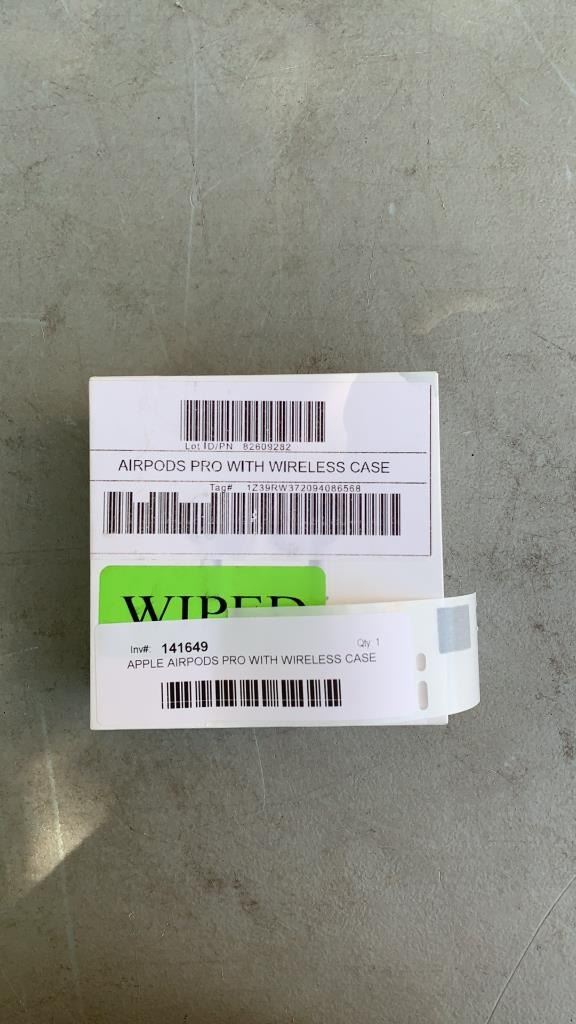 Lot ID/PN 82609282
AIRPODS PRO WITH WIRELESS CASE
Tag# 1Z39RW372094086568
WIPED
Inv#: 141649 Qty 1
APPLE AIRPODS PRO WITH WIRELESS CASE